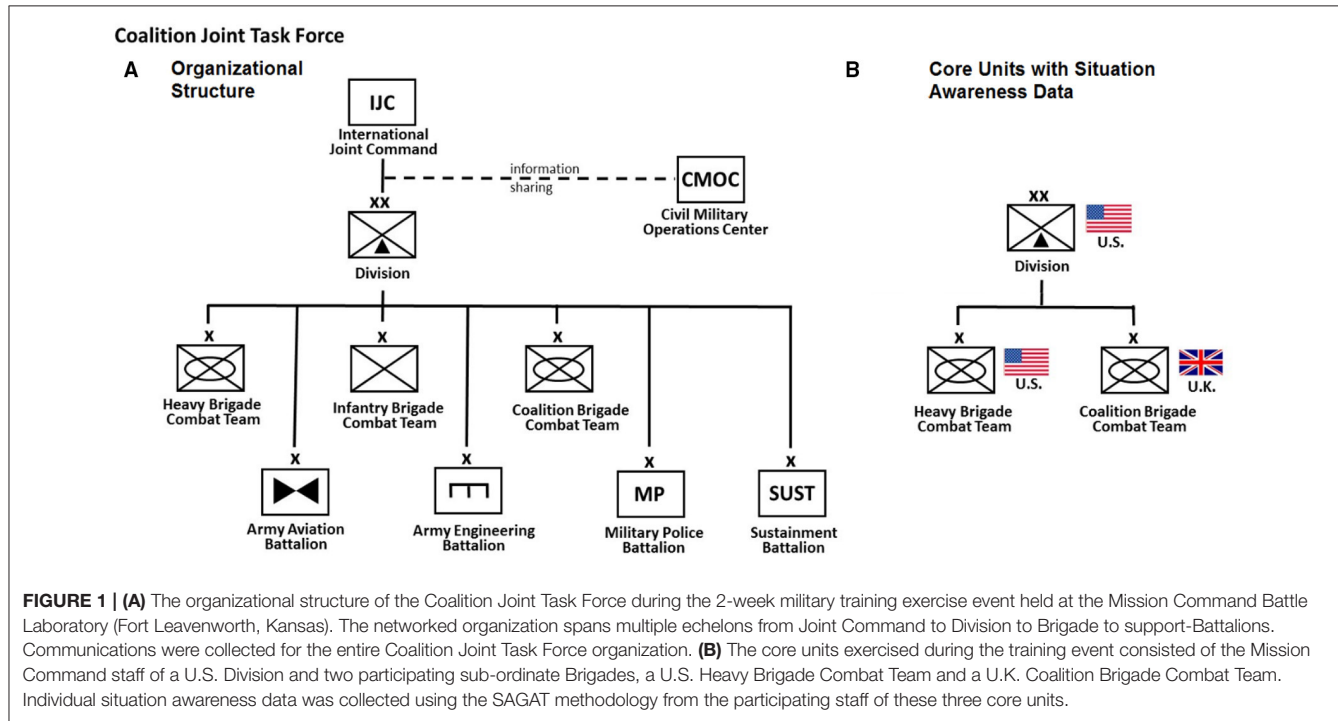 Coalition Joint Task Force
A Organizational
Structure
IJC
International
Joint Command
information
sharing
CMOC
Civil Military
Operations Center
XX
Division
X
Heavy Brigade
Combat Team
X
Infantry Brigade
Combat Team
X
Coalition Brigade
Combat Team
X
Army Aviation
Battalion
X
Army Engineering
Battalion
X
MP
Military Police
Battalion
X
SUST
Sustainment
Battalion
B Core Units with Situation
Awareness Data
XX
U.S.
Division
X
U.S.
Heavy Brigade
Combat Team
X
U.K.
Coalition Brigade
Combat Team
FIGURE 1 | (A) The organizational structure of the Coalition Joint Task Force during the 2-week military training exercise event held at the Mission Command Battle
Laboratory (Fort Leavenworth, Kansas). The networked organization spans multiple echelons from Joint Command to Division to Brigade to support-Battalions.
Communications were collected for the entire Coalition Joint Task Force organization. (B) The core units exercised during the training event consisted of the Mission
Command staff of a U.S. Division and two participating sub-ordinate Brigades, a U.S. Heavy Brigade Combat Team and a U.K. Coalition Brigade Combat Team.
Individual situation awareness data was collected using the SAGAT methodology from the participating staff of these three core units.